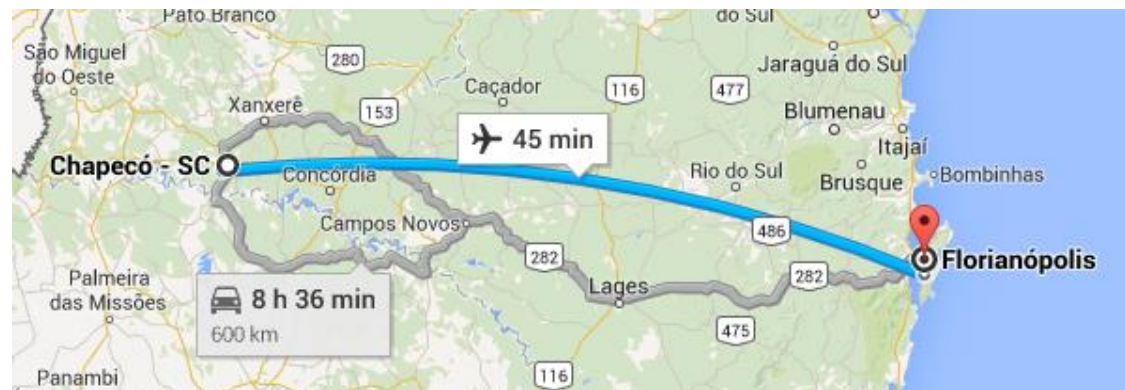 Pato Branco
do Sul
São Miguel
do Oeste
280
Jaraguá do Sul
Caçador
116
477
Xanxerê
153
Blumenau
45 min
Itajaí
Chapecó - SC
Concórdia
Rio do Sul
Brusque
Bombinhas
Campos Novos
486
282
Florianópolis
Palmeira
das Missões
8 h 36 min
600 km
Lages
282
475
Panambi
116